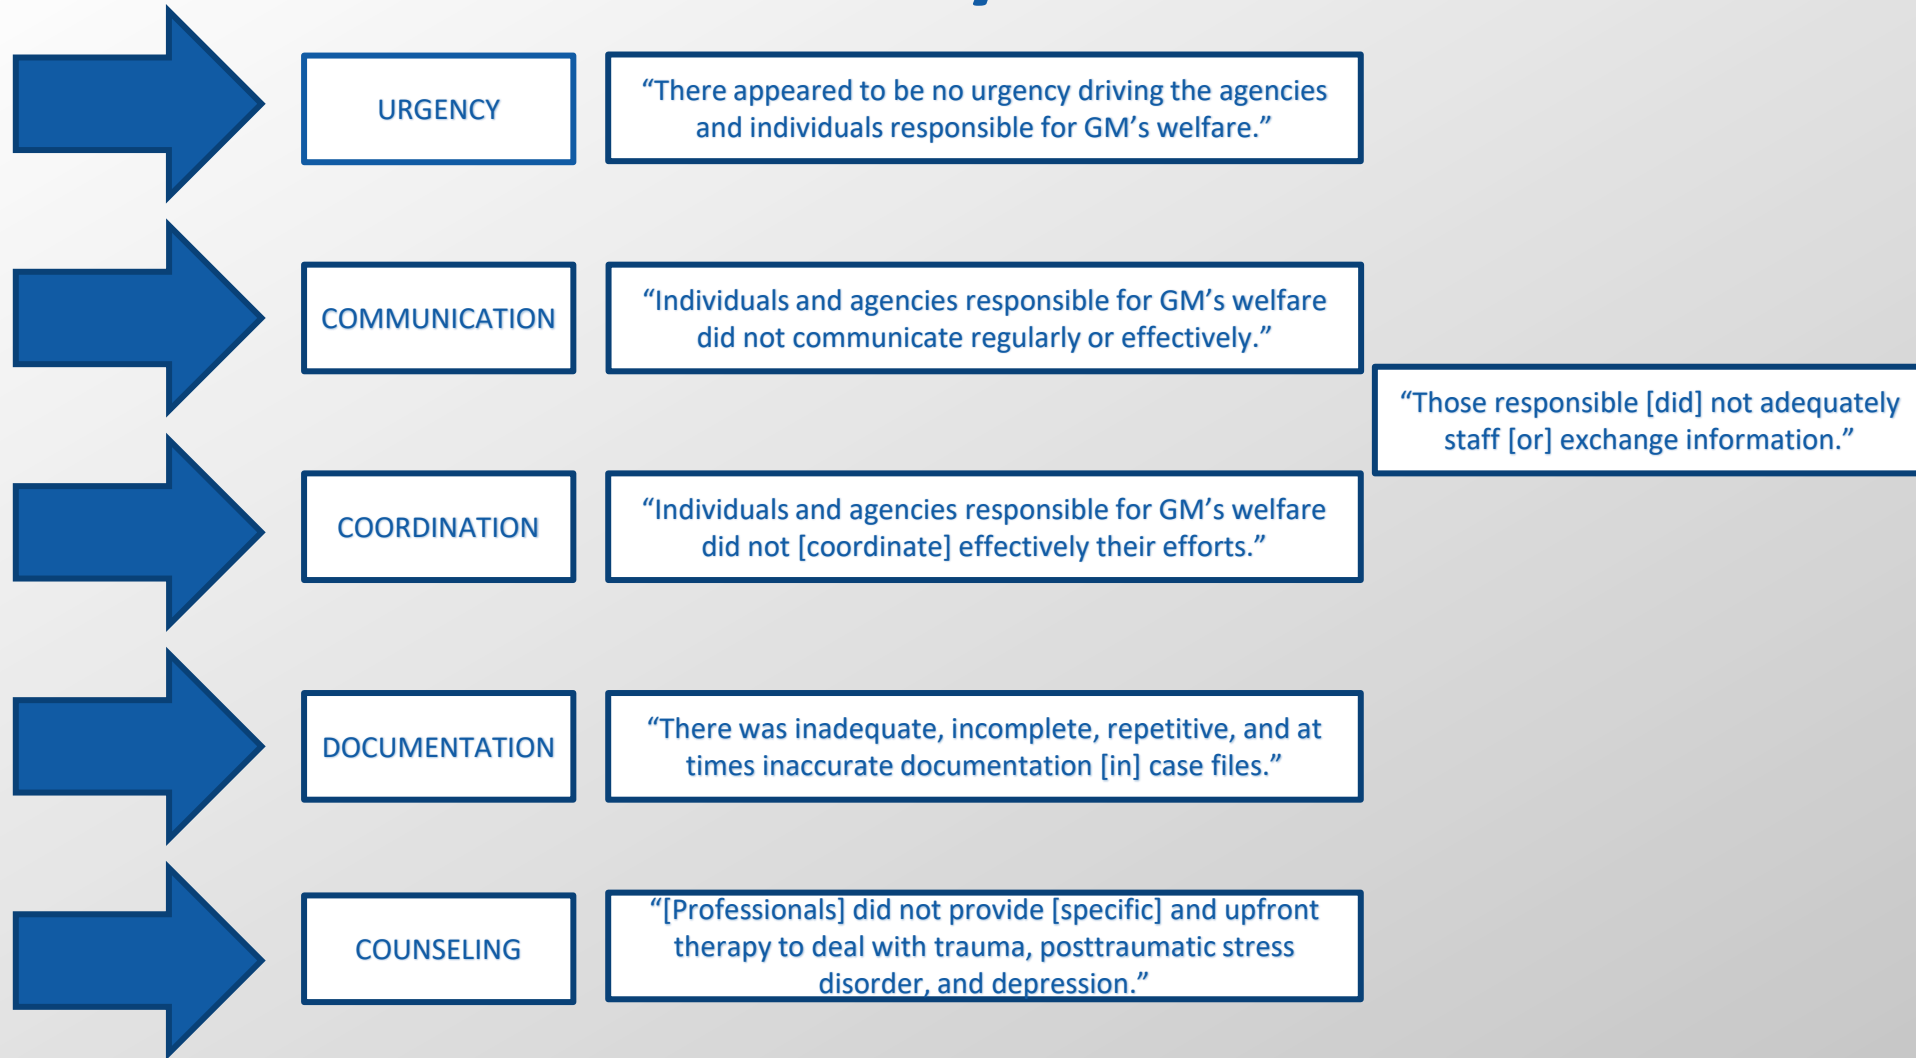 URGENCY
“There appeared to be no urgency driving the agencies
and individuals responsible for GM’s welfare.”
COMMUNICATION
“Individuals and agencies responsible for GM’s welfare
did not communicate regularly or effectively.”
“Those responsible [did] not adequately
staff [or] exchange information.”
COORDINATION
“Individuals and agencies responsible for GM’s welfare
did not [coordinate] effectively their efforts.”
DOCUMENTATION
“There was inadequate, incomplete, repetitive, and at
times inaccurate documentation [in] case files.”
COUNSELING
“[Professionals] did not provide [specific] and upfront
therapy to deal with trauma, posttraumatic stress
disorder, and depression.”